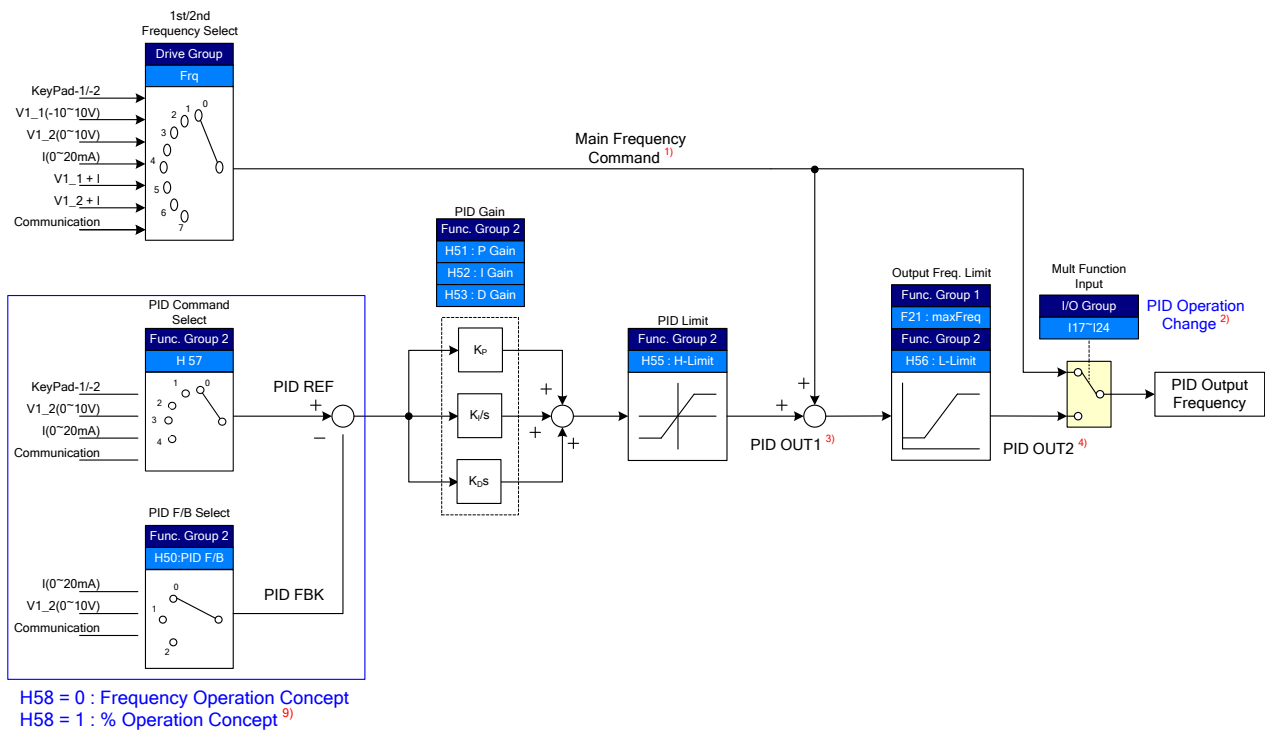 1st/2nd
Frequency Select
Drive Group
Frq
KeyPad-1/-2
V1_1(-10~10V)
V1_2(0~10V)
I(0~20mA)
V1_1 + I
V1_2 + I
Communication
0
1
2
3
4
5
6
7
Main Frequency
Command 1)
PID Gain
Func. Group 2
H51 : P Gain
H52 : I Gain
H53 : D Gain
PID Command
Select
Func. Group 2
H 57
KeyPad-1/-2
V1_2(0~10V)
I(0~20mA)
Communication
0
1
2
3
4
PID REF
+
−
KP
KI/s
KDs
+
+
+
PID Limit
Func. Group 2
H55 : H-Limit
+
+
PID OUT1 3)
Output Freq. Limit
Func. Group 1
F21 : maxFreq
Func. Group 2
H56 : L-Limit
PID OUT2 4)
Mult Function
Input
I/O Group
I17~I24
PID Operation
Change 2)
PID Output
Frequency
PID F/B Select
Func. Group 2
H50:PID F/B
I(0~20mA)
V1_2(0~10V)
Communication
0
1
2
PID FBK
H58 = 0 : Frequency Operation Concept
H58 = 1 : % Operation Concept 9)